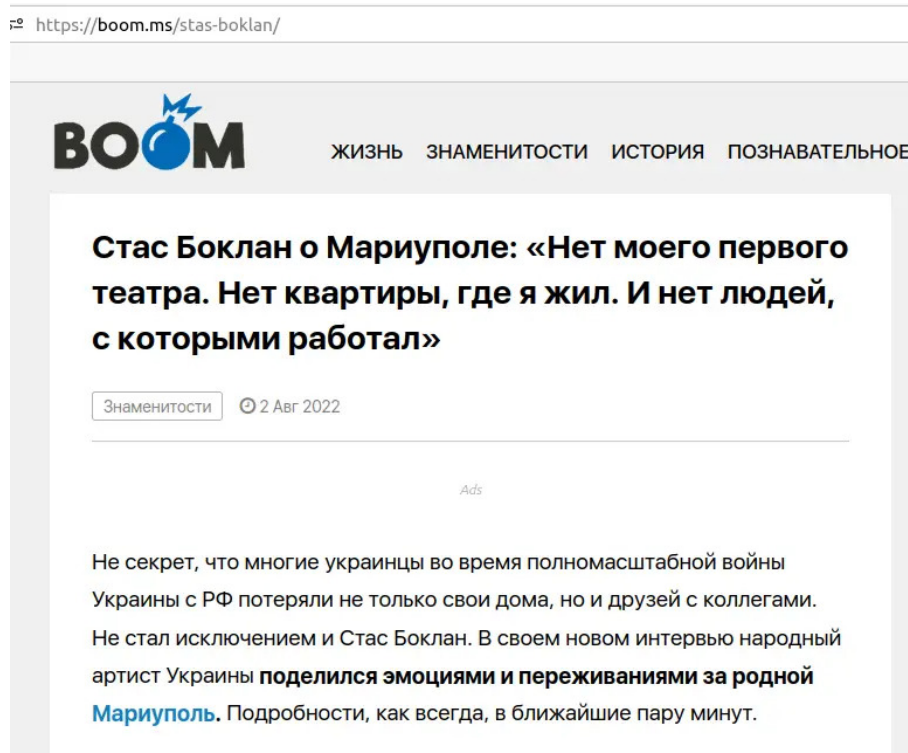 https://boom.ms/stas-boklan/
BOOM
ЖИЗНЬ ЗНАМЕНИТОСТИ ИСТОРИЯ ПОЗНАВАТЕЛЬНОЕ
Стас Боклан о Мариуполе: «Нет моего первого
театра. Нет квартиры, где я жил. И нет людей,
с которыми работал»
Знаменитости 2 Авг 2022
Ads
Не секрет, что многие украинцы во время полномасштабной войны
Украины с РФ потеряли не только свои дома, но и друзей с коллегами.
Не стал исключением и Стас Боклан. В своем новом интервью народный
артист Украины поделился эмоциями и переживаниями за родной
Мариуполь. Подробности, как всегда, в ближайшие пару минут.